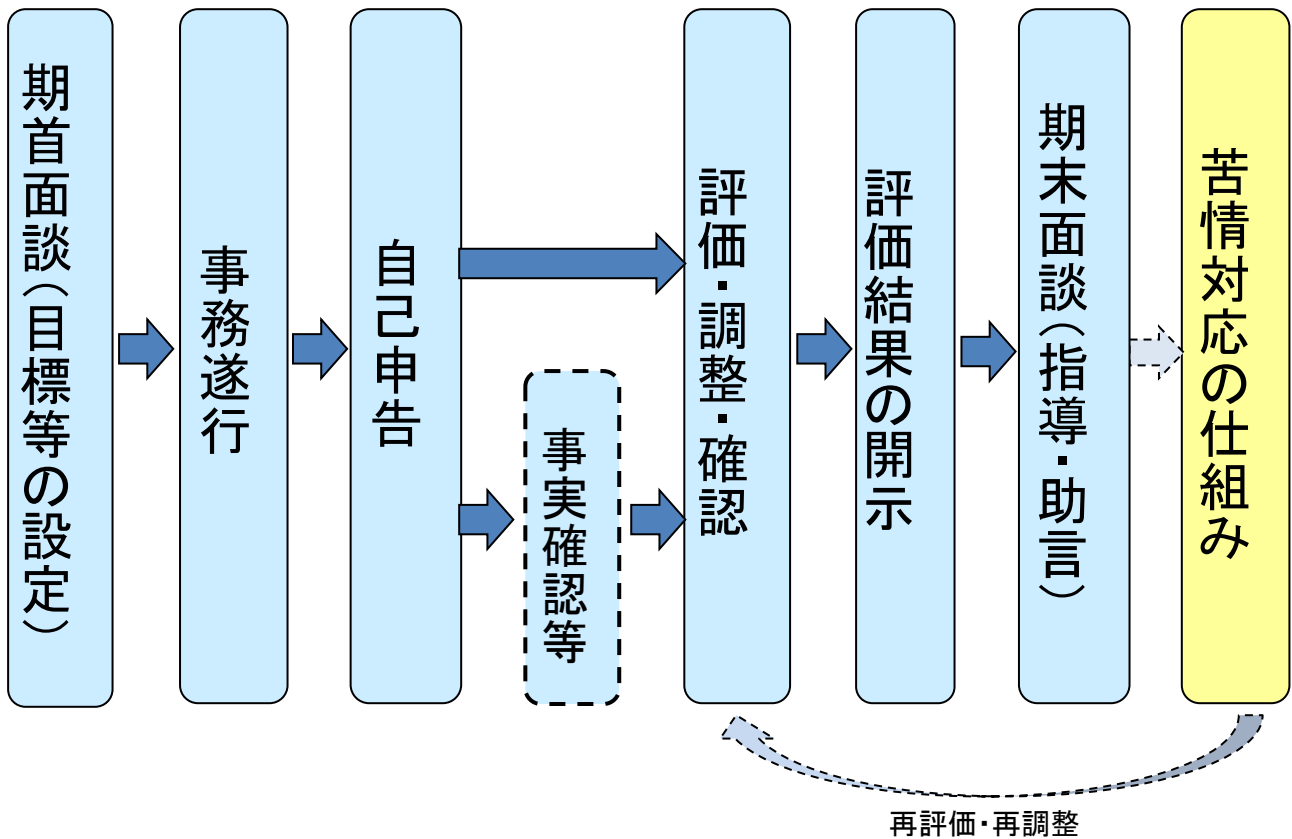 期首面談（目標等の設定）
事務遂行
自己申告
事実確認等
評価・調整・確認
評価結果の開示
期末面談（指導・助言）
苦情対応の仕組み
再評価・再調整